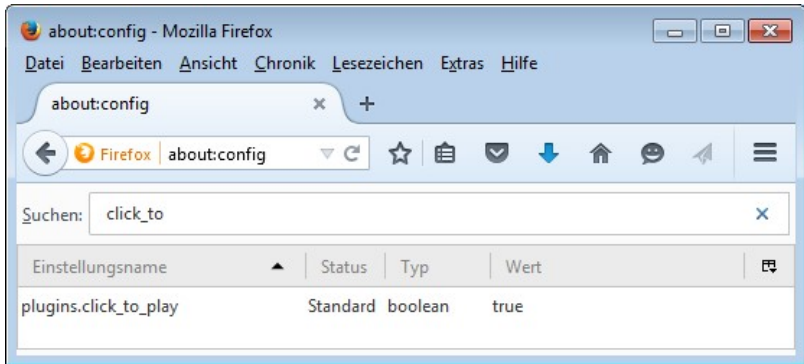 about:config - Mozilla Firefox
Datei Bearbeiten Ansicht Chronik Lesezeichen Extras Hilfe
about:config
Firefox about:config
Suchen: click_to
Einstellungsname Status Typ Wert
plugins.click_to_play Standard boolean true